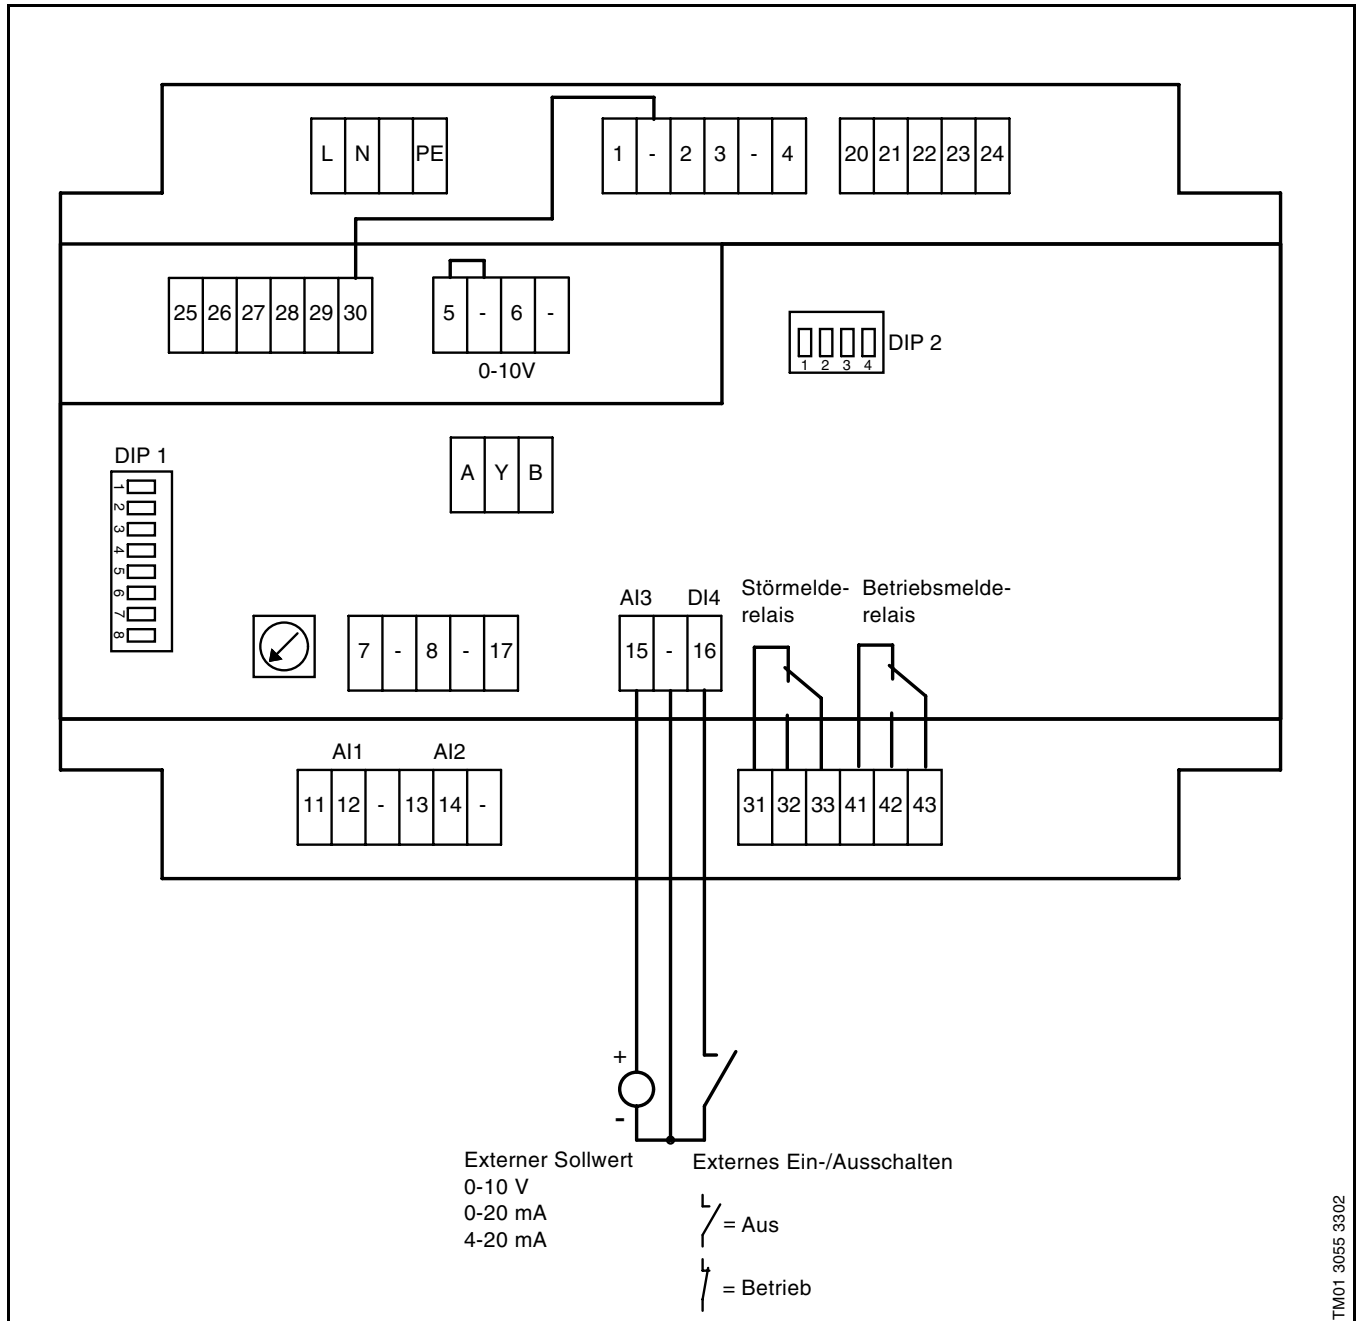 L N PE
1 - 2 3 - 4
20 21 22 23 24
25 26 27 28 29 30
5 - 6 -
0-10V
1 2 3 4
DIP 2
DIP 1
1
2
3
4
5
6
7
8
A Y B
7 - 8 - 17
AI3 DI4
15 - 16
Störmelde-
relais
Betriebsmelde-
relais
AI1 AI2
11 12 - 13 14 -
31 32 33 41 42 43
+
-
Externer Sollwert
0-10 V
0-20 mA
4-20 mA
Externes Ein-/Ausschalten
= Aus
= Betrieb
TM01 3055 3302